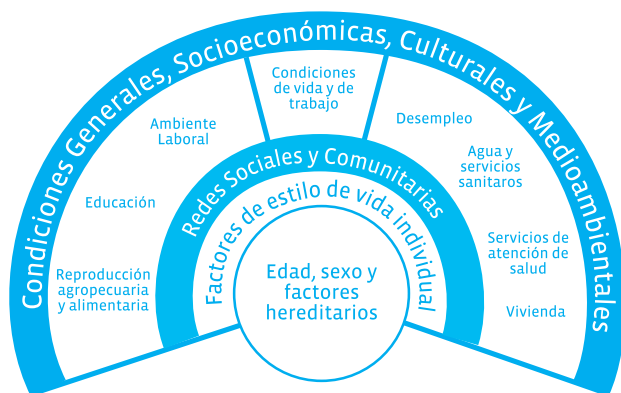 Condiciones Generales, Socioeconómicas, Culturales y Medioambientales
Condiciones
de vida y de
trabajo
Ambiente
Laboral
Desempleo
Educación
Agua y
servicios
sanitaros
Reproducción
agropecuaria
y alimentaria
Servicios de
atención de
salud
Vivienda
Redes Sociales y Comunitarias
Factores de estilo de vida individual
Edad, sexo y
factores
hereditarios